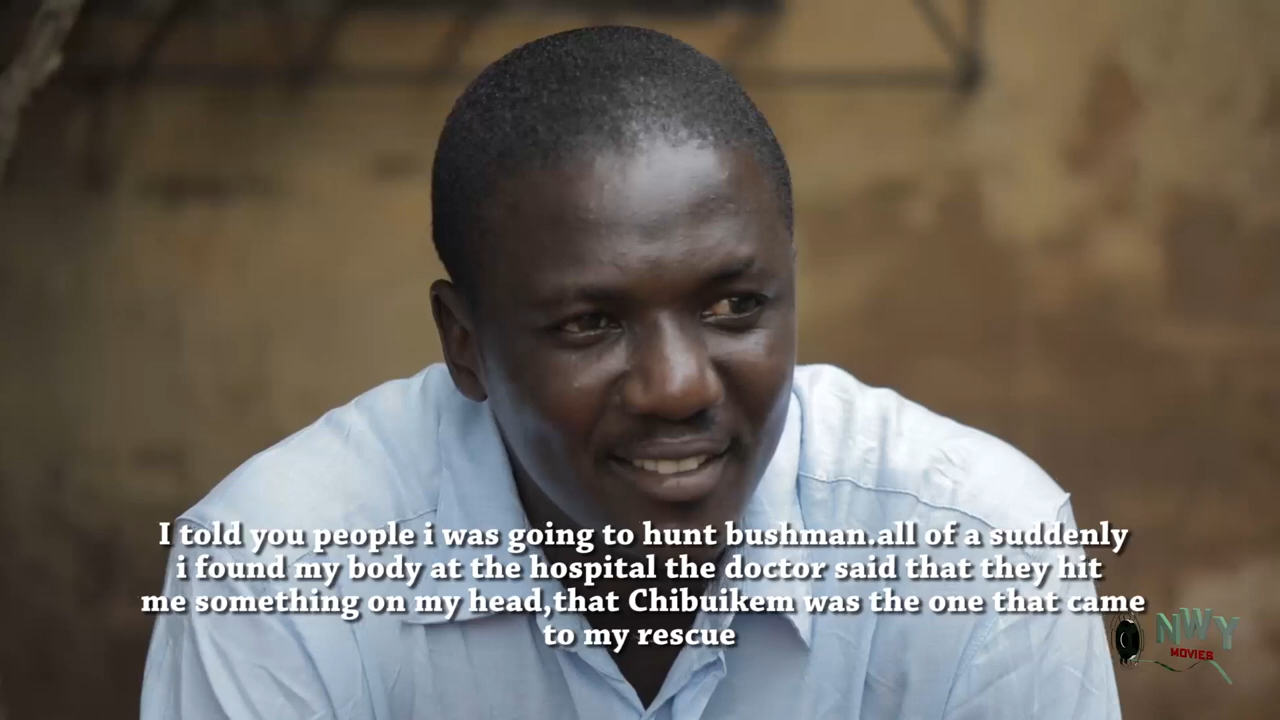 I told you people i was going to hunt bushman.all of a suddenly
i found my body at the hospital the doctor said that they hit
me something on my head,that Chibuikem was the one that came
to my rescue
NWY
MOVIES